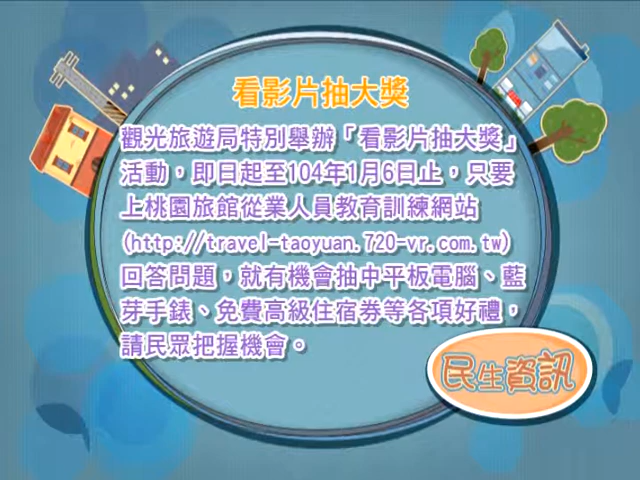 看影片抽大獎
觀光旅遊局特別舉辦「看影片抽大獎」
活動，即日起至104年1月6日止，只要
上桃園旅館從業人員教育訓練網站
(http://travel-taoyuan.720-vr.com.tw)
回答問題，就有機會抽中平板電腦、藍
芽手錶、免費高級住宿券等各項好禮，
請民眾把握機會。
民生資訊